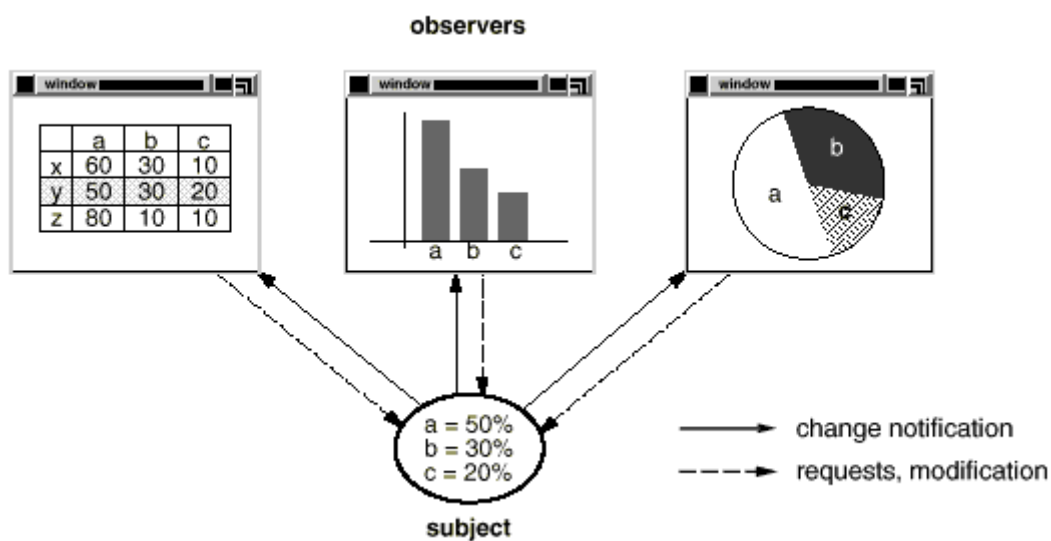 observers
window
a b c
x 60 30 10
y 50 30 20
z 80 10 10
window
a b c
window
b
a
c
a = 50%
b = 30%
c = 20%
subject
change notification
requests, modification